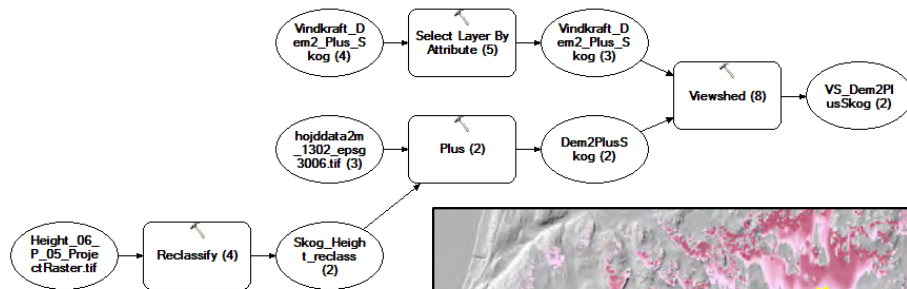 Vindkraft_D
em2_Plus_S
kog (4)
Select Layer By
Attribute (5)
Vindkraft_D
em2_Plus_S
kog (3)
Viewshed (8)
VS_Dem2Pl
usSkog (2)
hojddata2m
_1302_epsg
3006.tif (3)
Plus (2)
Dem2PlusS
kog (2)
Height_06_
P_05_Proje
ctRaster.tif
Reclassify (4)
Skog_Heigh
t_reclass
(2)